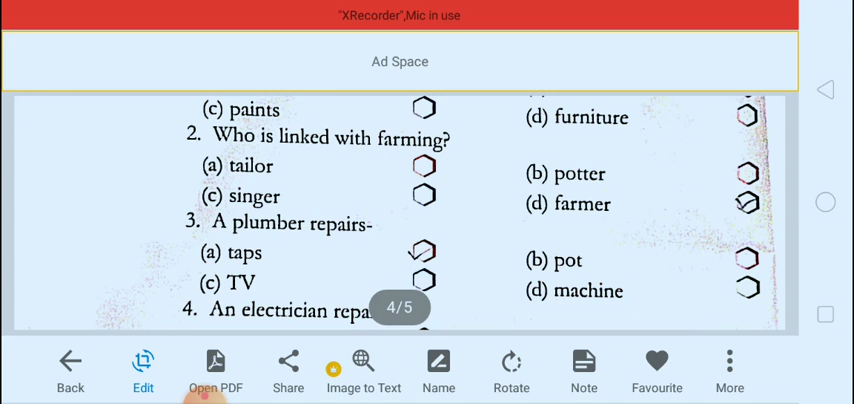 "XRecorder",Mic in use
Ad Space
(c) paints
(d) furniture
2. Who is linked with farming?
(a) tailor
(b) potter
(c) singer
(d) farmer
3. A plumber repairs-
(a) taps
(b) pot
(c) TV
(d) machine
4. An electrician repa
4/5
Back Edit Open PDF Share Image to Text Name Rotate Note Favourite More